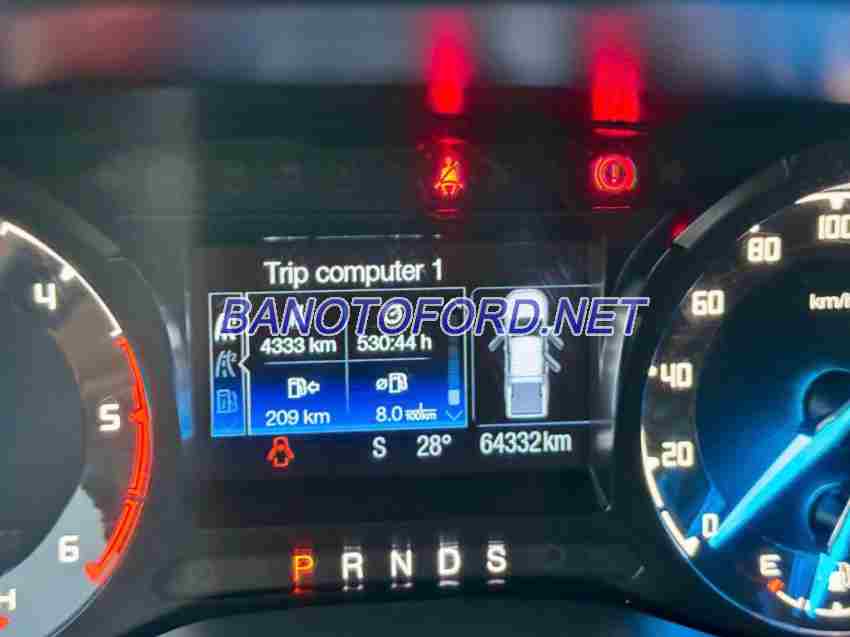 Trip computer 1
BANOTOFORD.NET
4333 km 530:44 h
209 km 8.0 l/100km
S 28° 64332km
P R N D S
4
5
6
H
100
80
60
40
20
0
km/h
E